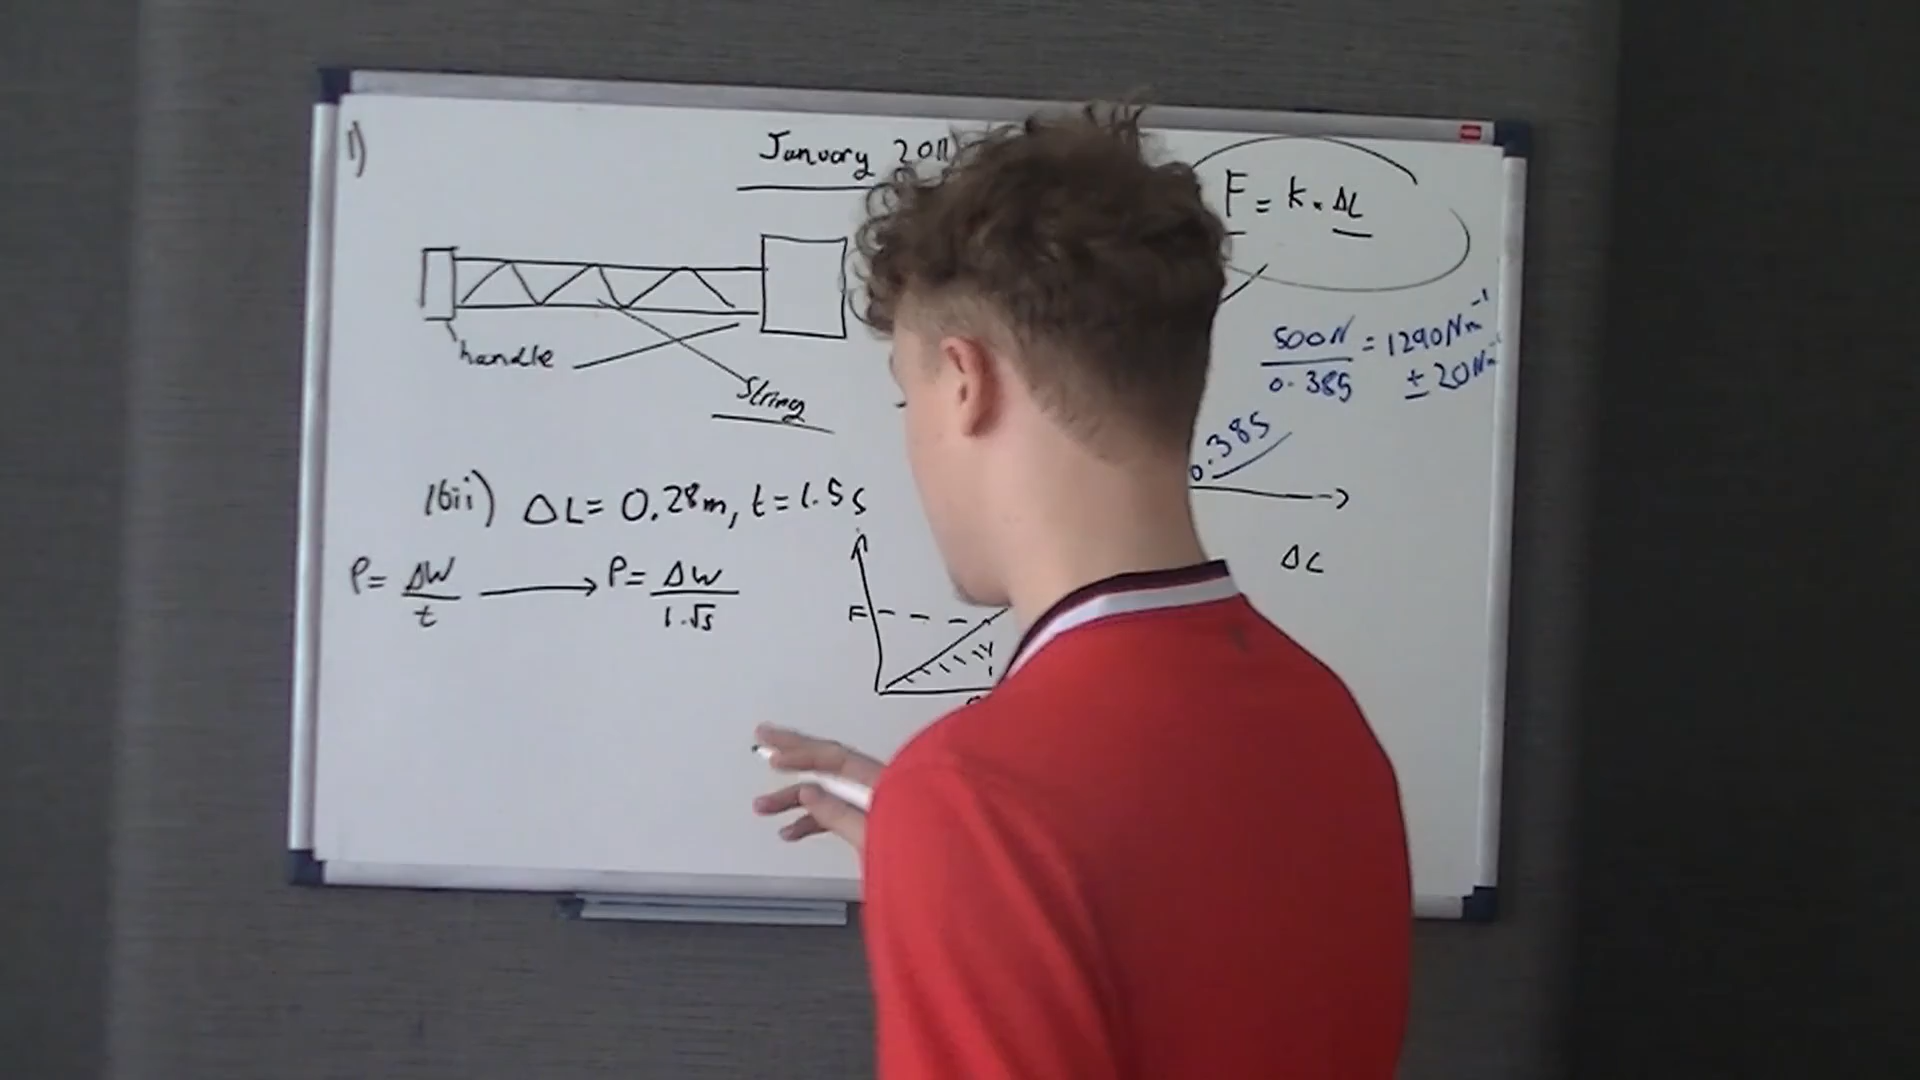 1)
January 2011
F = k × ΔL
handle
String
500N / 0.385 = 1290Nm⁻¹
± 20Nm⁻¹
0.385
ΔL
1bii) ΔL = 0.28m, t = 1.5s
P = ΔW / t → P = ΔW / 1.5
F